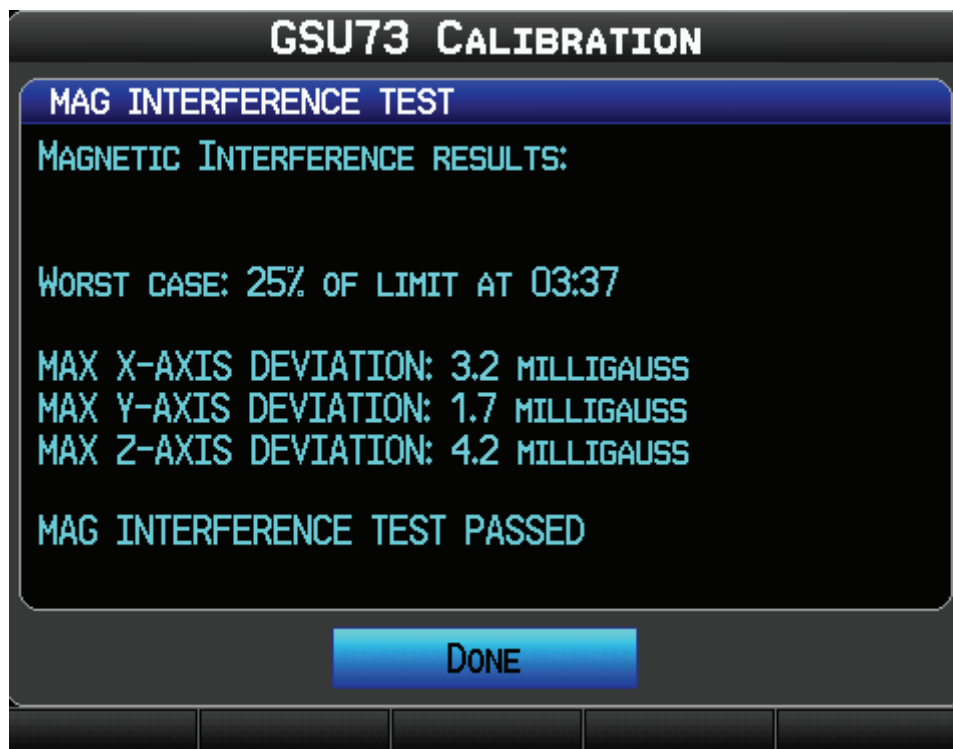 GSU73 CALIBRATION
MAG INTERFERENCE TEST
MAGNETIC INTERFERENCE RESULTS:
WORST CASE: 25% OF LIMIT AT 03:37
MAX X-AXIS DEVIATION: 3.2 MILLIGAUSS
MAX Y-AXIS DEVIATION: 1.7 MILLIGAUSS
MAX Z-AXIS DEVIATION: 4.2 MILLIGAUSS
MAG INTERFERENCE TEST PASSED
DONE